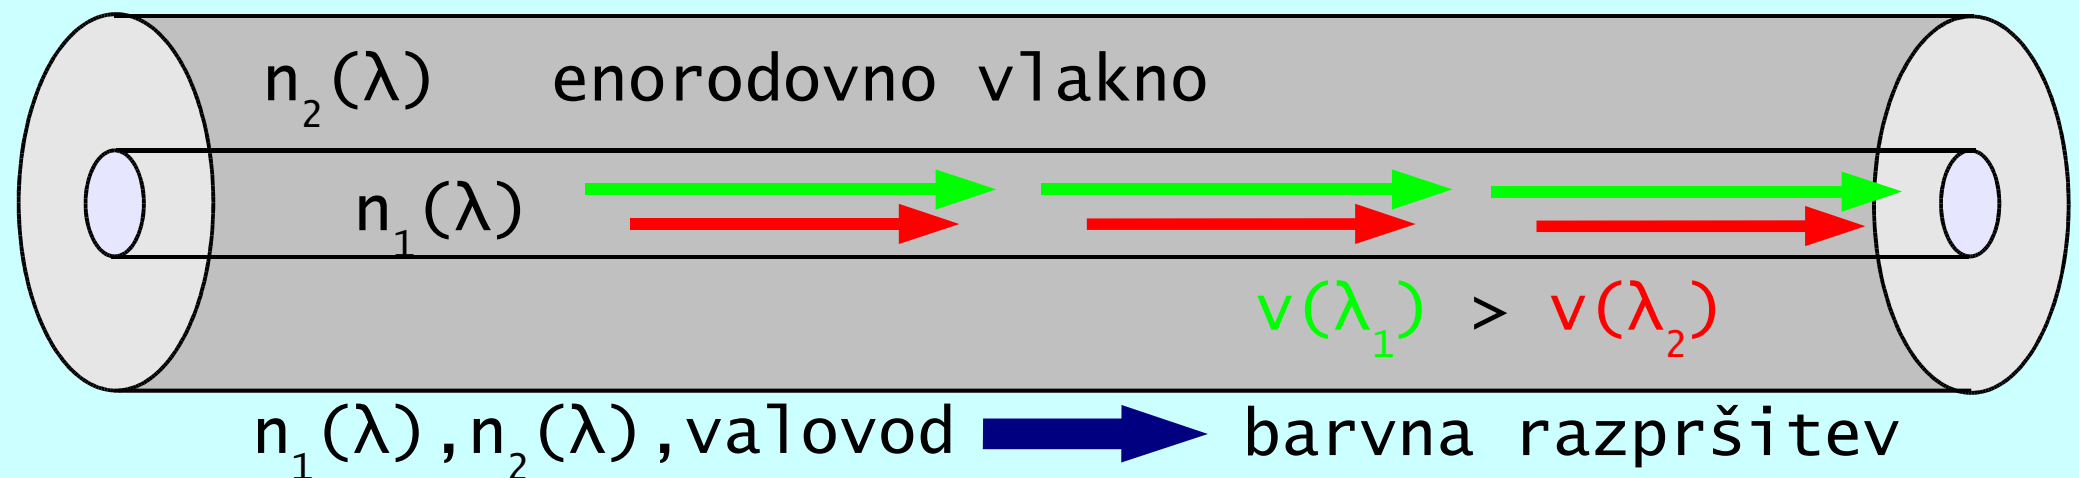 n₂(λ) enorodovno vlakno
n₁(λ)
v(λ₁) > v(λ₂)
n₁(λ),n₂(λ),valovod barvna razpršitev